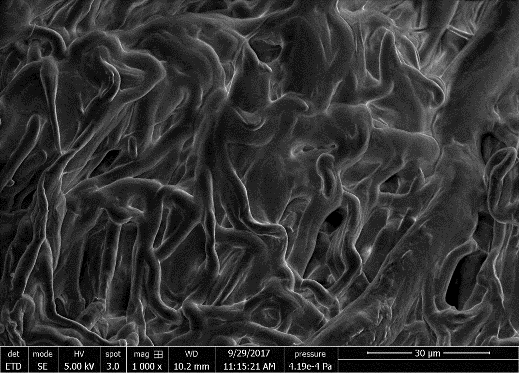 det mode HV spot mag WD 9/29/2017 pressure 30 µm
ETD SE 5.00 kV 3.0 1 000 x 10.2 mm 11:15:21 AM 4.19e-4 Pa